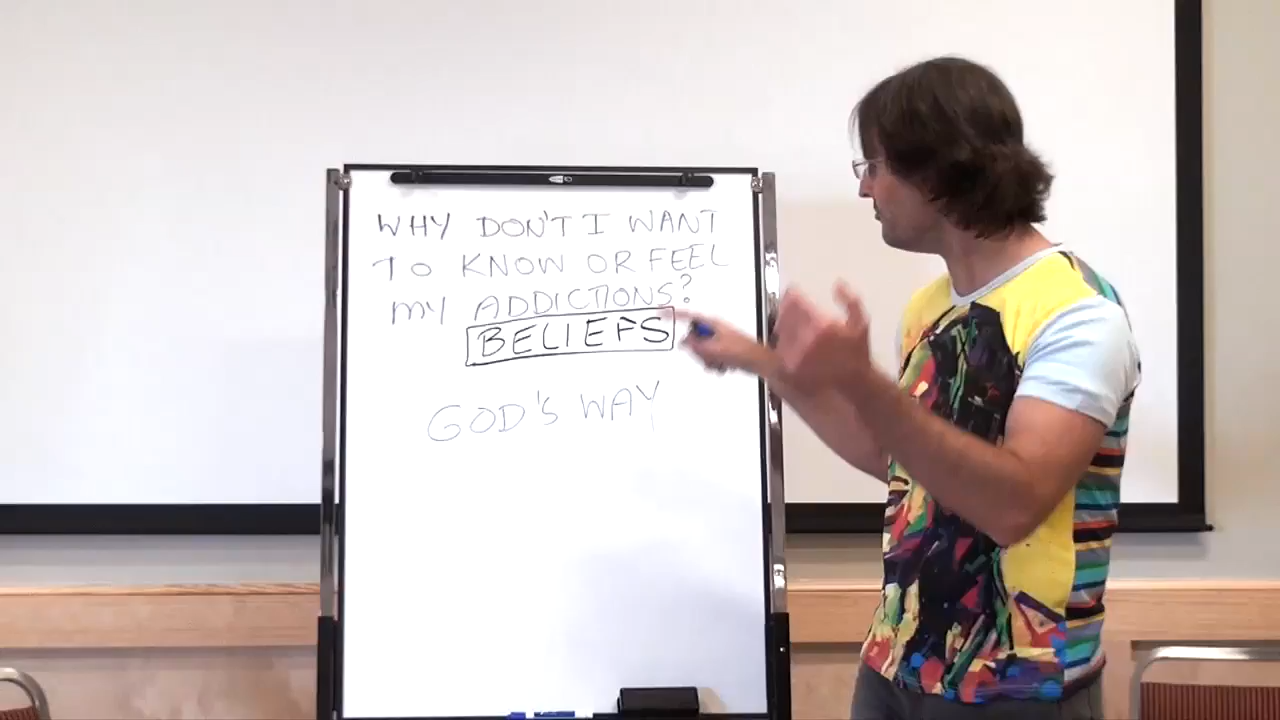 WHY DON'T I WANT
TO KNOW OR FEEL
MY ADDICTIONS?
BELIEFS
GOD'S WAY